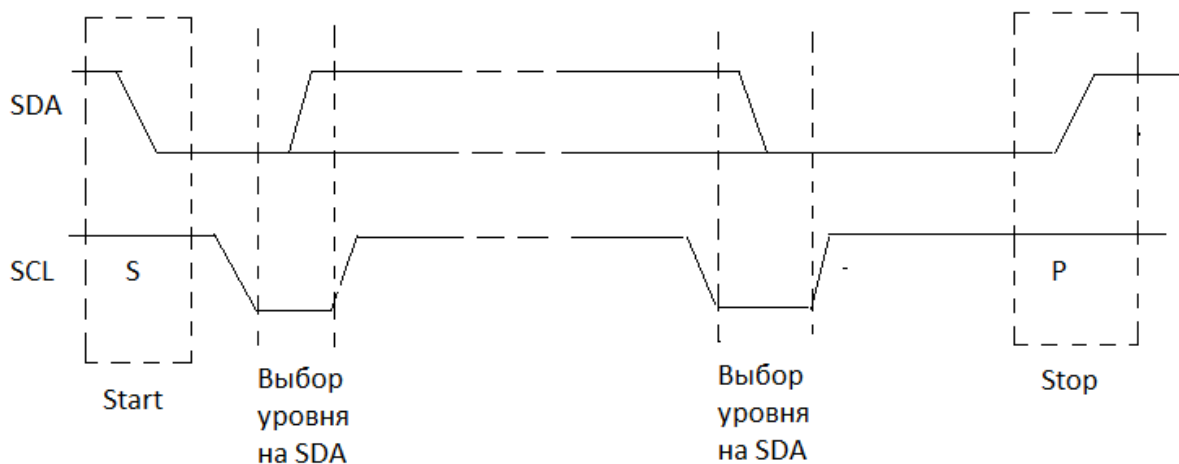 SDA
SCL
S
P
Start
Выбор
уровня
на SDA
Выбор
уровня
на SDA
Stop